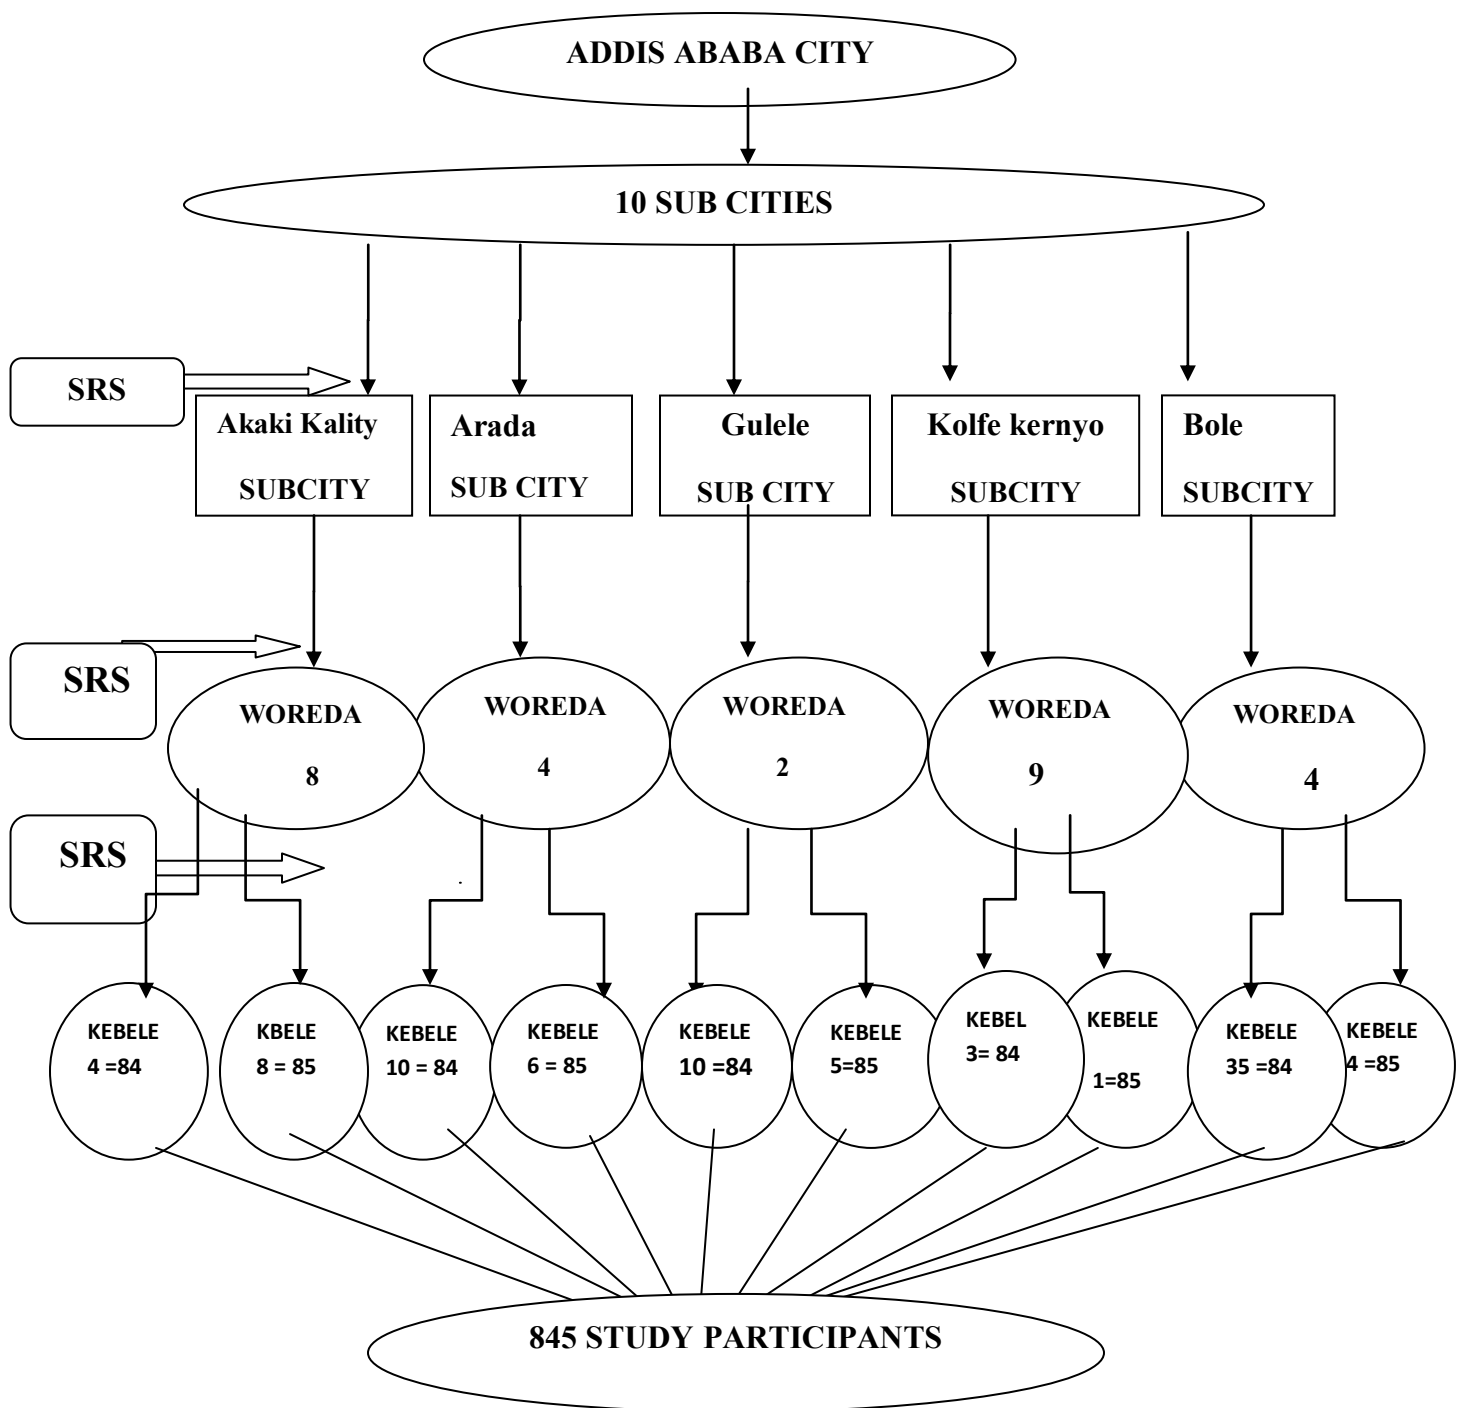 ADDIS ABABA CITY
10 SUB CITIES
SRS
Akaki Kality
SUBCITY
Arada
SUB CITY
Gulele
SUB CITY
Kolfe kernyo
SUBCITY
Bole
SUBCITY
SRS
WOREDA
8
WOREDA
4
WOREDA
2
WOREDA
9
WOREDA
4
SRS
KEBELE
4 =84
KBELE
8 = 85
KEBELE
10 = 84
KEBELE
6 = 85
KEBELE
10 =84
KEBELE
5=85
KEBEL
3= 84
KEBELE
1=85
KEBELE
35 =84
KEBELE
4 =85
845 STUDY PARTICIPANTS